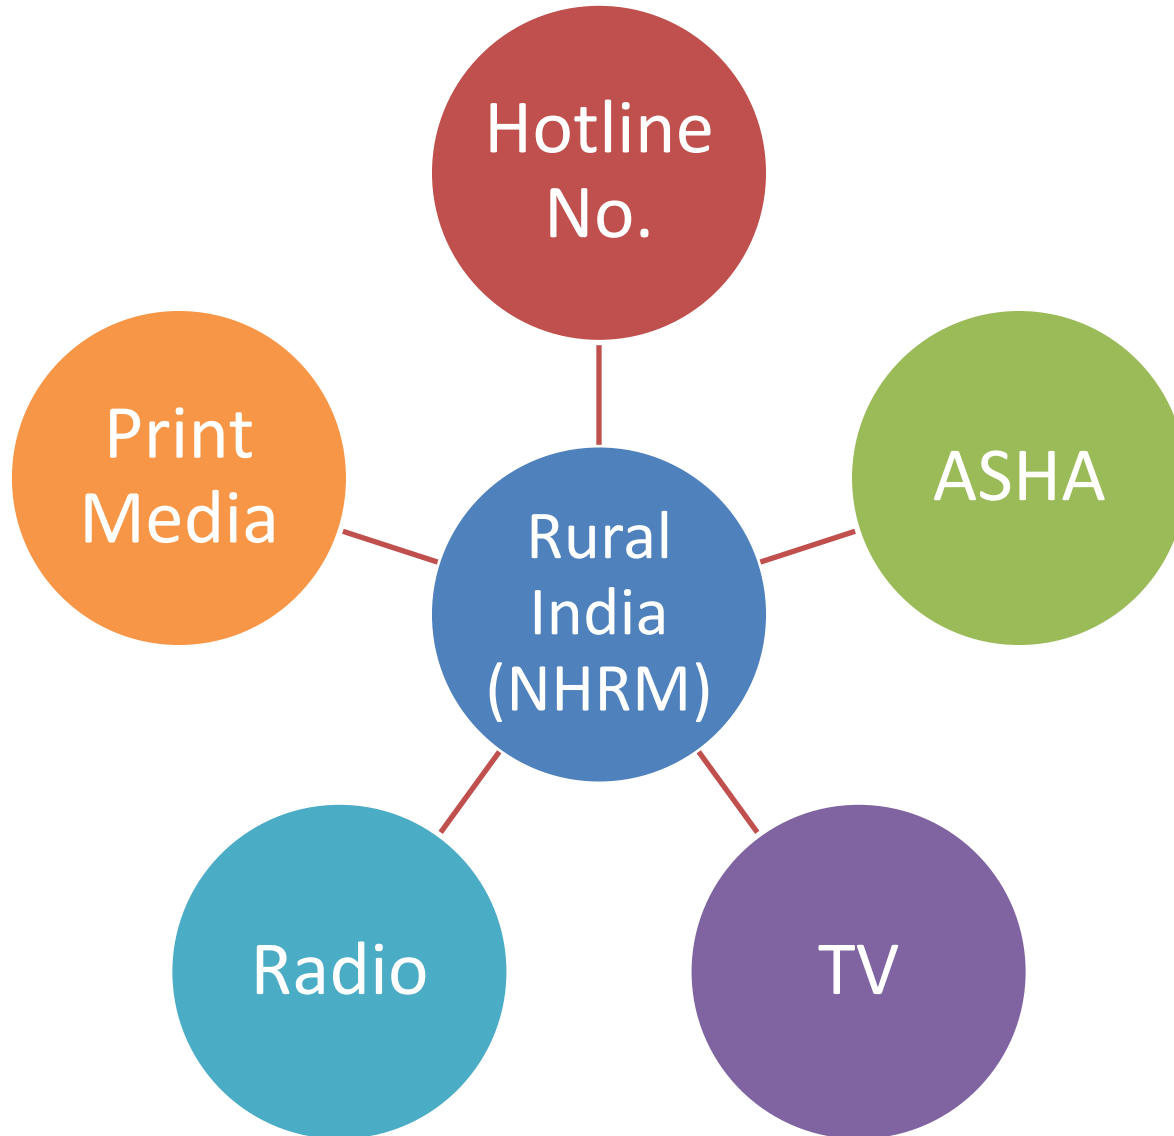 Hotline
No.
Print
Media
ASHA
Rural
India
(NHRM)
Radio
TV